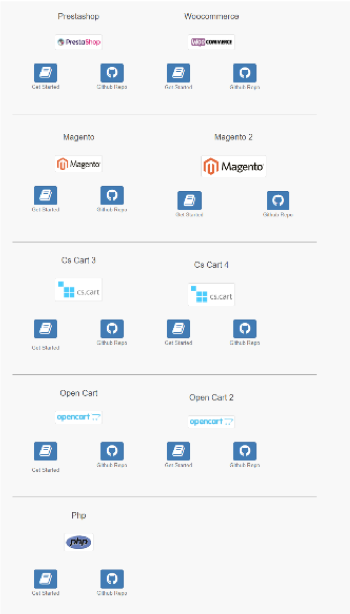 Prestashop Woocommerce
PrestaShop WOO COMMERCE
Get Started Github Repo Get Started Github Repo
Magento Magento 2
Magento Magento
Get Started Github Repo Get Started Github Repo
Cs Cart 3 Cs Cart 4
cs.cart cs.cart
Get Started Github Repo Get Started Github Repo
Open Cart Open Cart 2
opencart opencart
Get Started Github Repo Get Started Github Repo
Php
php
Get Started Github Repo